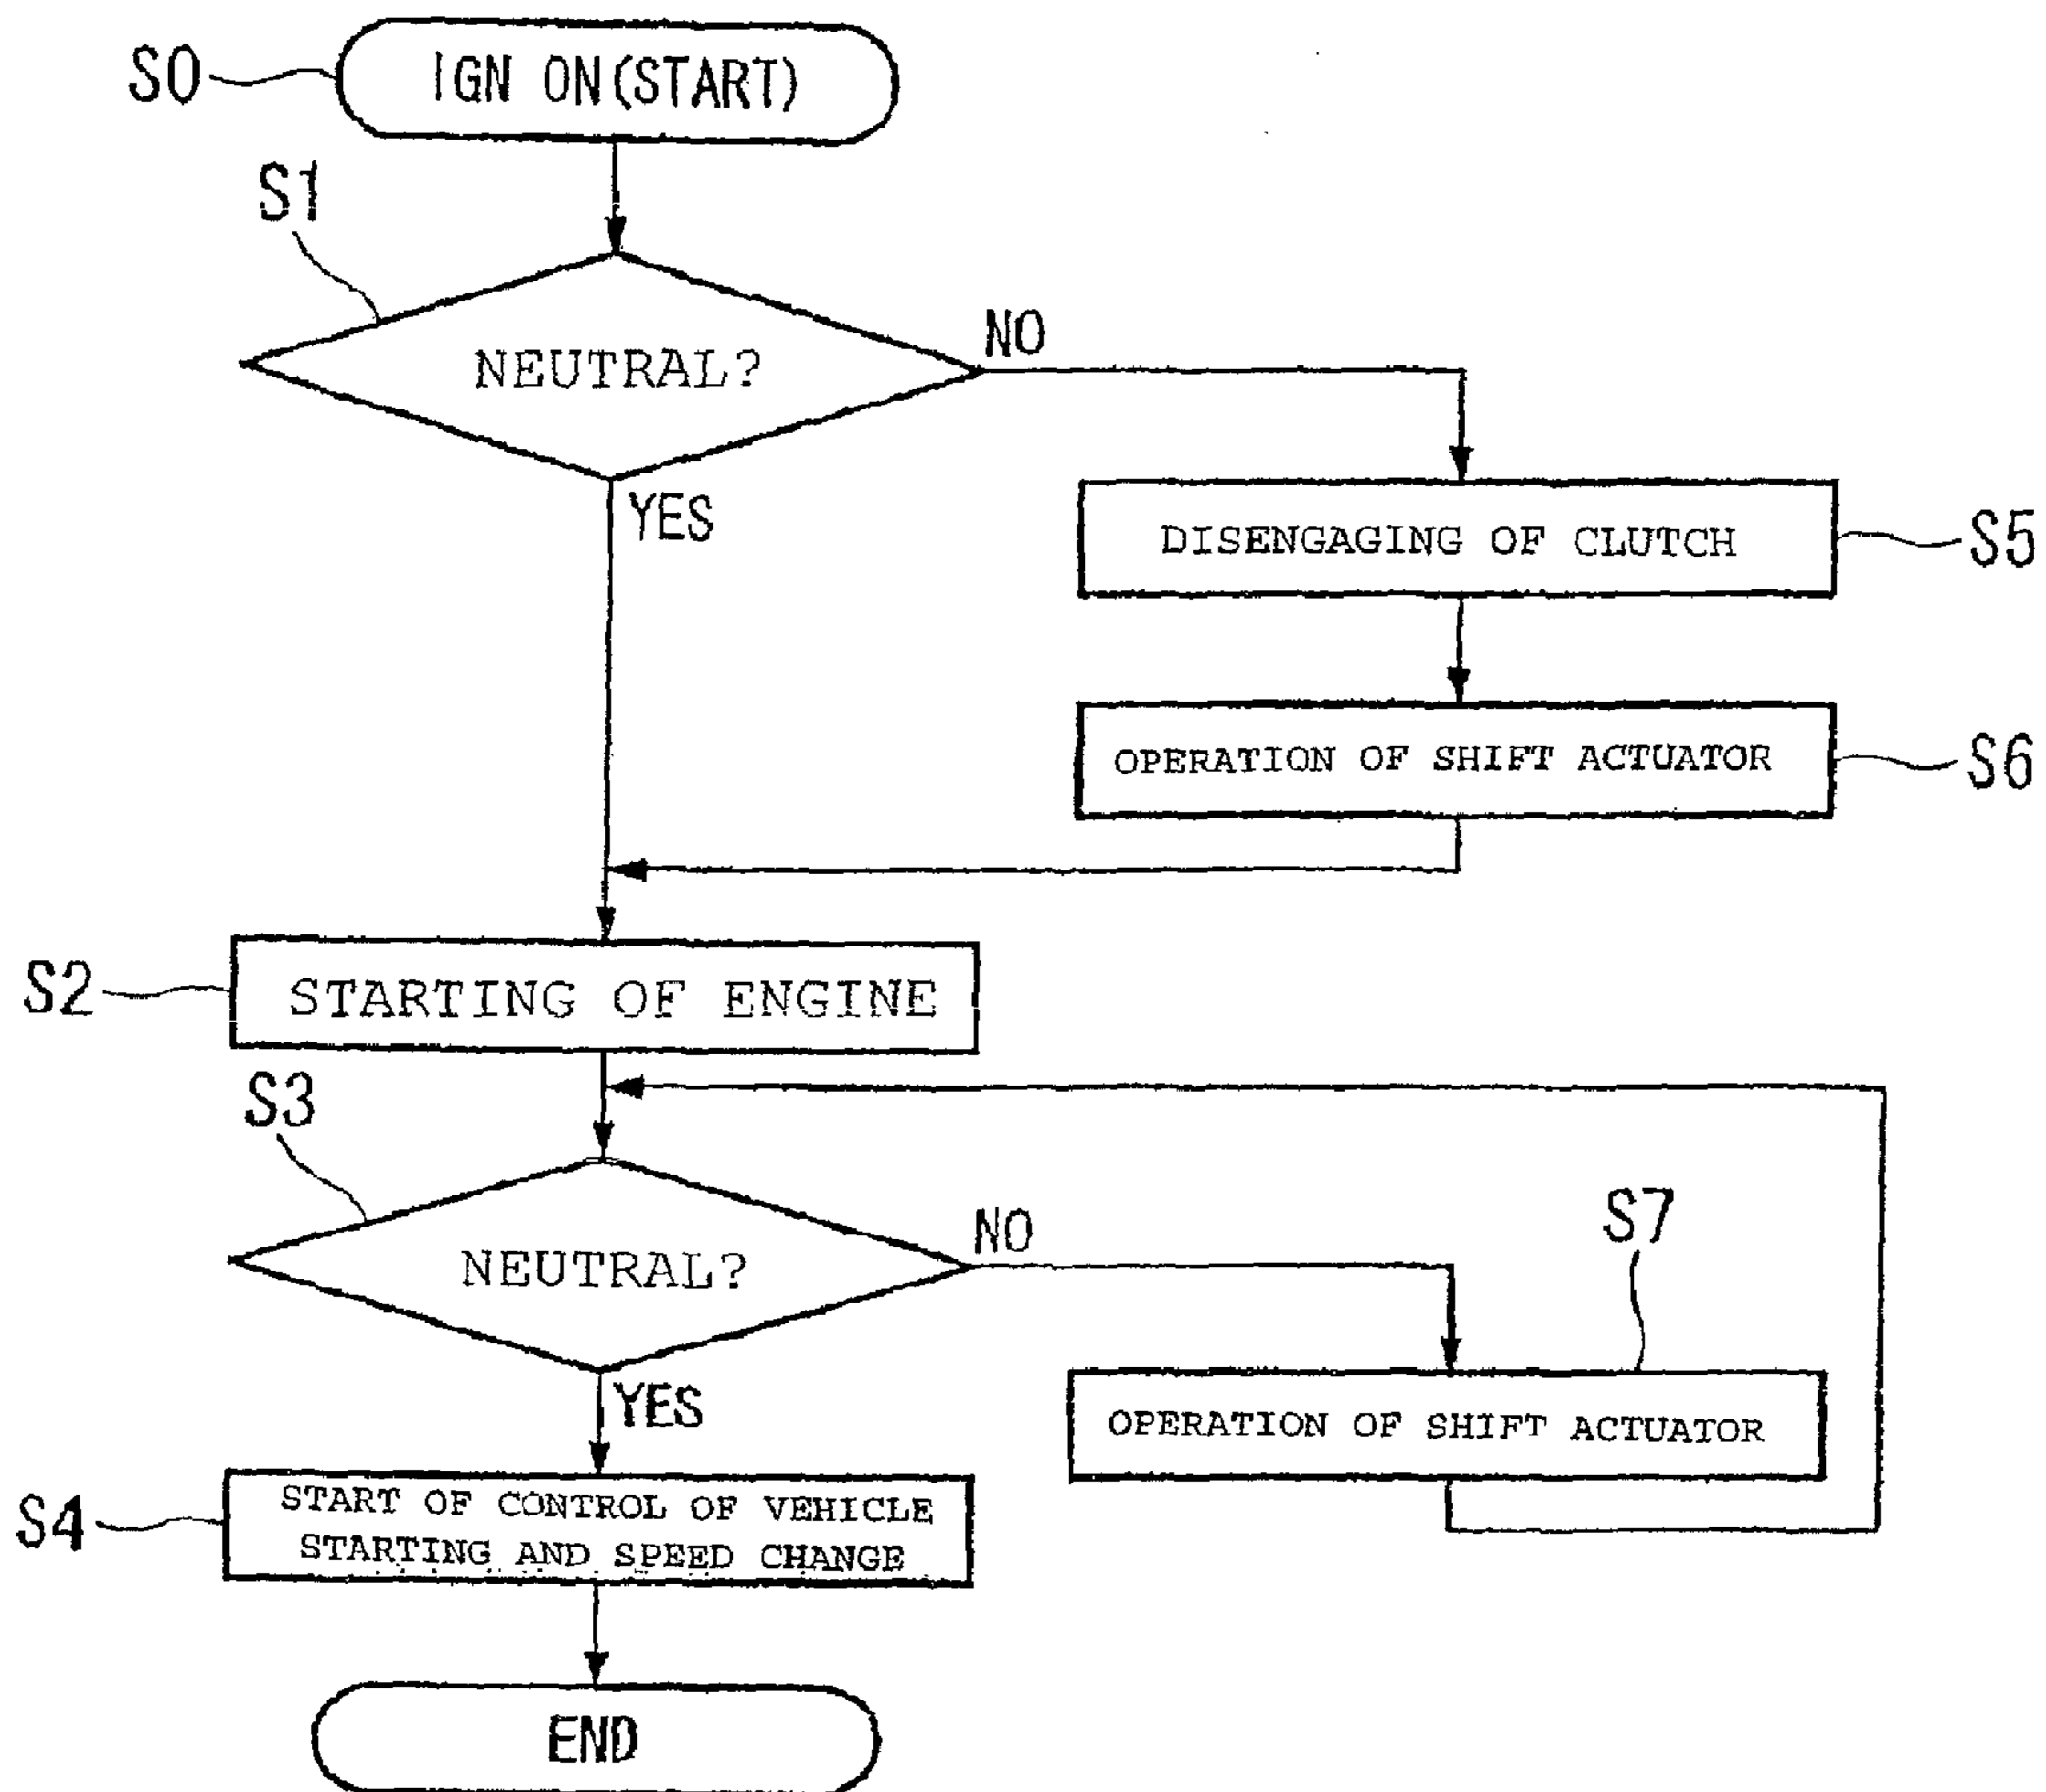 S0
IGN ON(START)
S1
NEUTRAL?
NO
YES
DISENGAGING OF CLUTCH
S5
OPERATION OF SHIFT ACTUATOR
S6
S2
STARTING OF ENGINE
S3
NEUTRAL?
NO
S7
YES
OPERATION OF SHIFT ACTUATOR
S4
START OF CONTROL OF VEHICLE
STARTING AND SPEED CHANGE
END